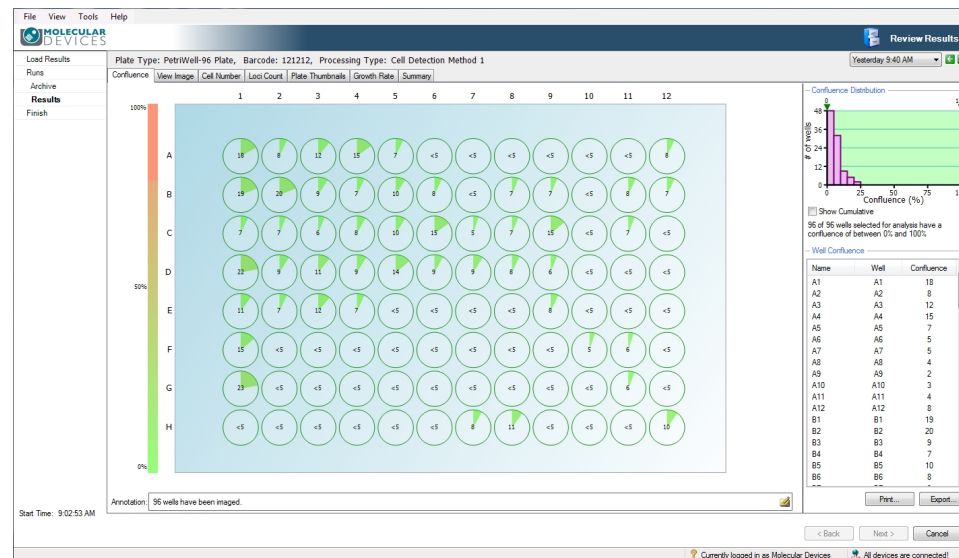 File View Tools Help
MOLECULAR
DEVICES
Review Results
Load Results
Runs
Archive
Results
Finish
Start Time: 9:02:53 AM
Plate Type: PetriWell-96 Plate, Barcode: 121212, Processing Type: Cell Detection Method 1
Yesterday 9:40 AM
Confluence View Image Cell Number Loci Count Plate Thumbnails Growth Rate Summary
100%
50%
0%
1 2 3 4 5 6 7 8 9 10 11 12
A 18 8 12 15 7 <5 <5 <5 <5 <5 <5 8
B 19 20 9 7 10 8 <5 7 7 <5 8 7
C 7 7 6 8 10 15 5 7 15 <5 7 <5
D 22 9 11 9 14 9 9 8 6 <5 <5 <5
E 11 7 12 7 <5 <5 <5 <5 8 <5 <5 <5
F 15 <5 <5 <5 <5 <5 <5 <5 <5 5 6 <5
G 23 <5 <5 <5 <5 <5 <5 <5 <5 <5 6 <5
H <5 <5 <5 <5 <5 <5 8 11 <5 <5 <5 10
Annotation: 96 wells have been imaged.
Confluence Distribution
0
# of wells
48
36
24
12
0
0 25 50 75
Confluence (%)
Show Cumulative
96 of 96 wells selected for analysis have a
confluence of between 0% and 100%
Well Confluence
Name Well Confluence
A1 A1 18
A2 A2 8
A3 A3 12
A4 A4 15
A5 A5 7
A6 A6 5
A7 A7 5
A8 A8 4
A9 A9 2
A10 A10 3
A11 A11 4
A12 A12 8
B1 B1 19
B2 B2 20
B3 B3 9
B4 B4 7
B5 B5 10
B6 B6 8
Print... Export...
< Back Next > Cancel
Currently logged in as Molecular Devices All devices are connected!